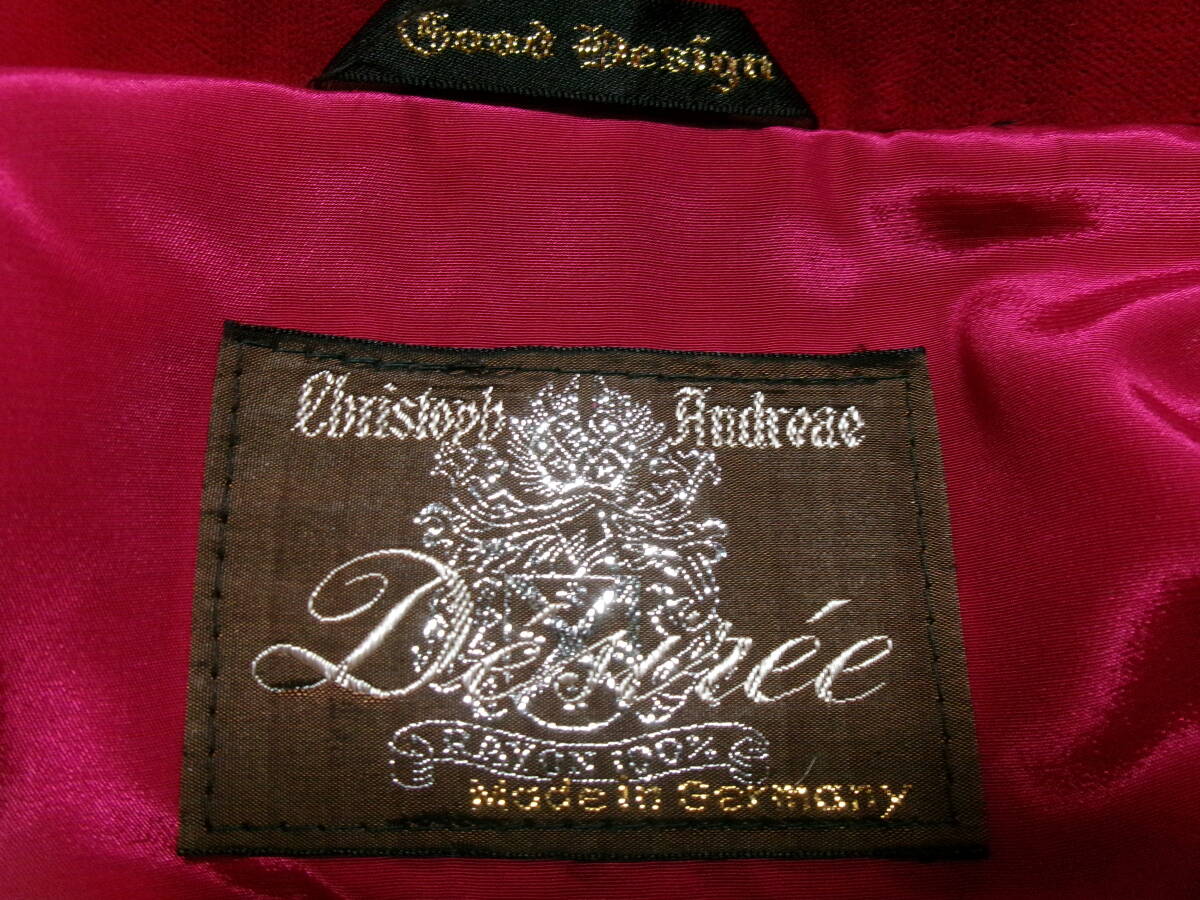 Good Design
Christoph Andreae
Désirée
RAYON 100%
Made in Germany